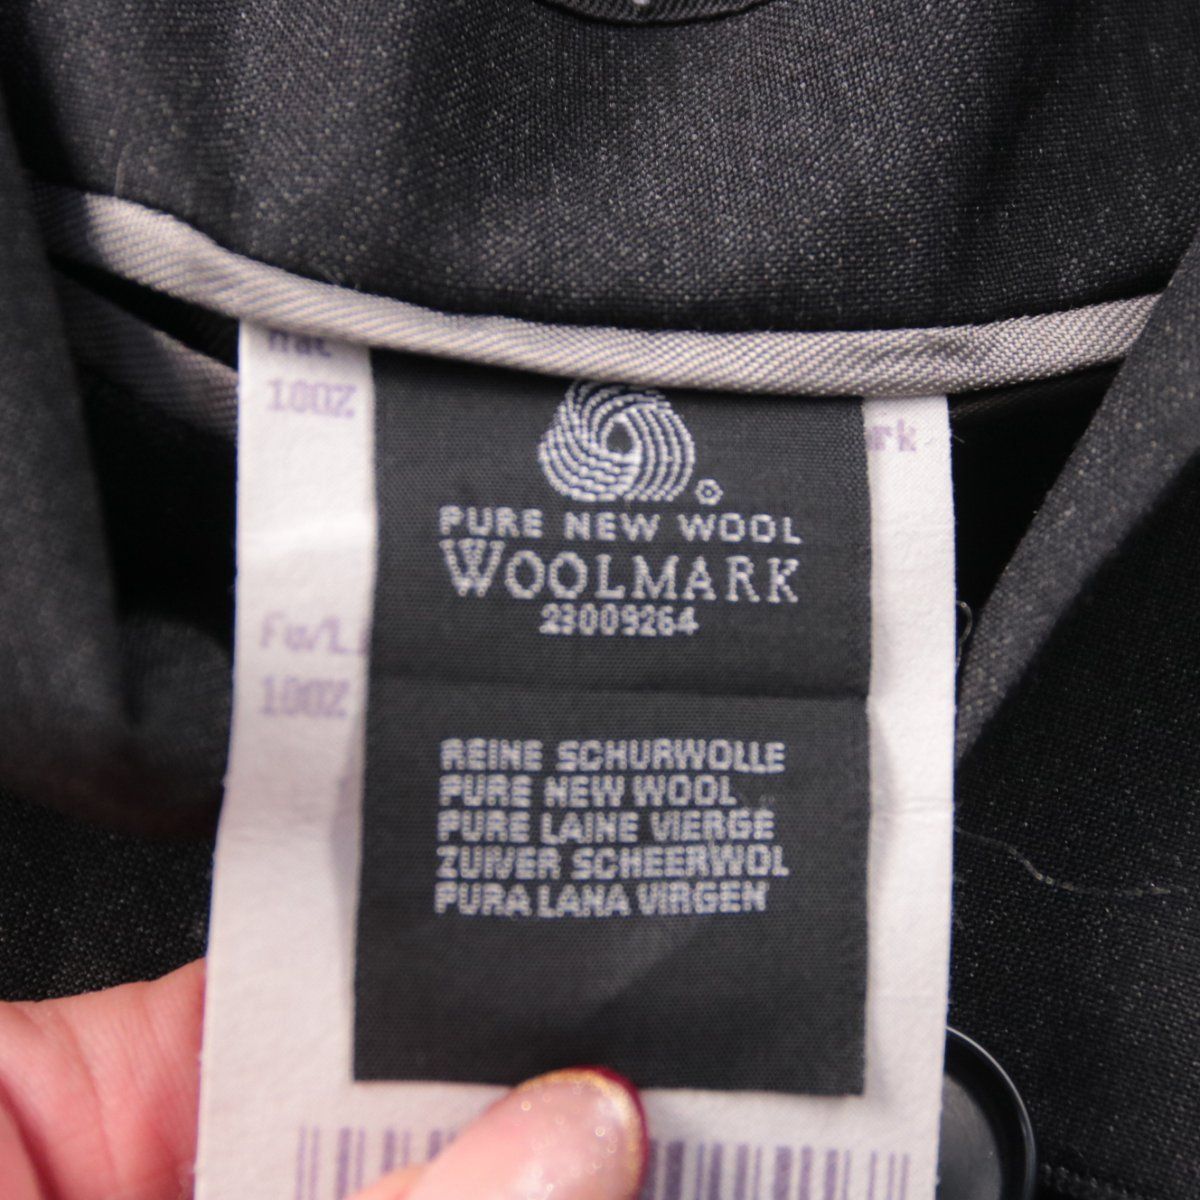 100%
PURE NEW WOOL
WOOLMARK
23009264
100%
REINE SCHURWOLLE
PURE NEW WOOL
PURE LAINE VIERGE
ZUIVER SCHEERWOL
PURA LANA VIRGEN